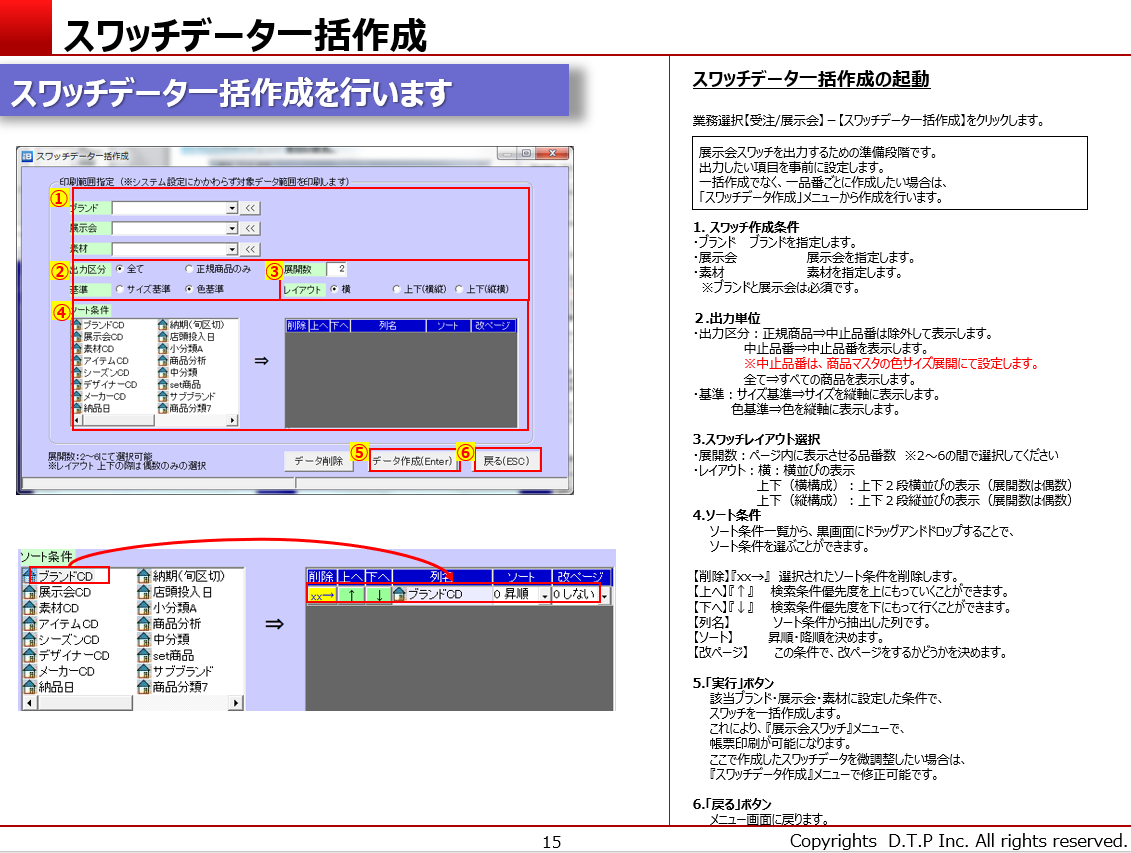 スワッチデータ一括作成
スワッチデータ一括作成を行います
スワッチデータ一括作成
印刷範囲指定（※システム設定にかかわらず対象データ範囲を印刷します）
①
ブランド <<
展示会 <<
素材 <<
② 出力区分 全て 正規商品のみ ③ 展開数 2
基準 サイズ基準 色基準 レイアウト 横 上下(横縦) 上下(縦横)
④ ソート条件
ブランドCD 納期(旬区切) 削除 上へ 下へ 列名 ソート 改ページ
展示会CD 店頭投入日
素材CD 小分類A
アイテムCD 商品分析 ⇒
シーズンCD 中分類
デザイナーCD set商品
メーカーCD サブブランド
納品日 商品分類7
展開数:2～6にて選択可能
※レイアウト 上下の際は偶数のみの選択
データ削除 ⑤ データ作成(Enter) ⑥ 戻る(ESC)
ソート条件
ブランドCD 納期(旬区切) 削除 上へ 下へ 列名 ソート 改ページ
展示会CD 店頭投入日 xx→ ↑ ↓ ブランドCD 0 昇順 0 しない
素材CD 小分類A
アイテムCD 商品分析 ⇒
シーズンCD 中分類
デザイナーCD set商品
メーカーCD サブブランド
納品日 商品分類7
スワッチデータ一括作成の起動
業務選択【受注/展示会】－【スワッチデータ一括作成】をクリックします。
展示会スワッチを出力するための準備段階です。
出力したい項目を事前に設定します。
一括作成でなく、一品番ごとに作成したい場合は、
「スワッチデータ作成」メニューから作成を行います。
1. スワッチ作成条件
・ブランド ブランドを指定します。
・展示会 展示会を指定します。
・素材 素材を指定します。
※ブランドと展示会は必須です。
２.出力単位
・出力区分：正規商品⇒中止品番は除外して表示します。
中止品番⇒中止品番を表示します。
※中止品番は、商品マスタの色サイズ展開にて設定します。
全て⇒すべての商品を表示します。
・基準：サイズ基準⇒サイズを縦軸に表示します。
色基準⇒色を縦軸に表示します。
3.スワッチレイアウト選択
・展開数：ページ内に表示させる品番数 ※2～6の間で選択してください
・レイアウト：横：横並びの表示
上下（横構成）：上下２段横並びの表示（展開数は偶数）
上下（縦構成）：上下２段縦並びの表示（展開数は偶数）
4.ソート条件
ソート条件一覧から、黒画面にドラッグアンドドロップすることで、
ソート条件を選ぶことができます。
【削除】『xx→』 選択されたソート条件を削除します。
【上へ】『↑』 検索条件優先度を上にもっていくことができます。
【下へ】『↓』 検索条件優先度を下にもって行くことができます。
【列名】 ソート条件から抽出した列です。
【ソート】 昇順・降順を決めます。
【改ページ】 この条件で、改ページをするかどうかを決めます。
5.「実行」ボタン
該当ブランド・展示会・素材に設定した条件で、
スワッチを一括作成します。
これにより、『展示会スワッチ』メニューで、
帳票印刷が可能になります。
ここで作成したスワッチデータを微調整したい場合は、
『スワッチデータ作成』メニューで修正可能です。
6.「戻る」ボタン
メニュー画面に戻ります。
15
Copyrights D.T.P Inc. All rights reserved.